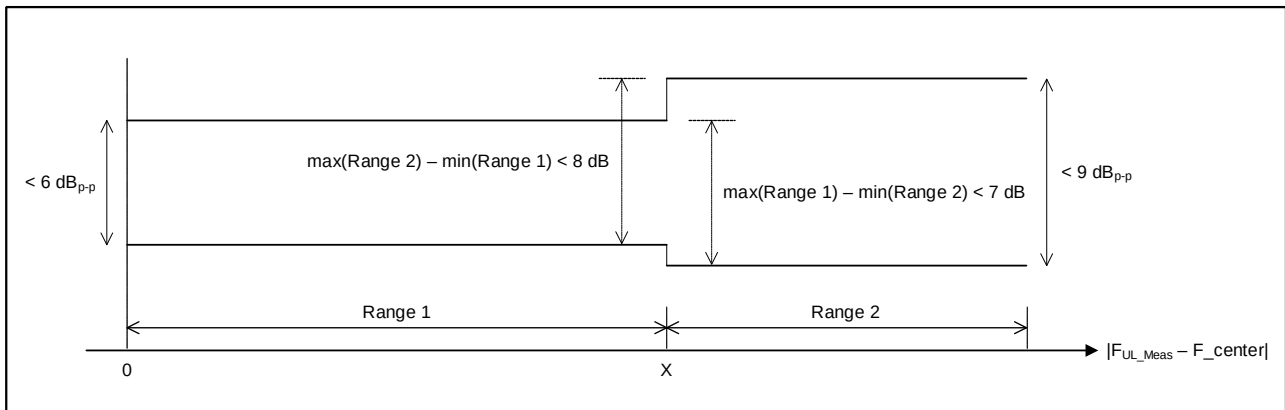 max(Range 2) – min(Range 1) < 8 dB
< 6 dBp-p
max(Range 1) – min(Range 2) < 7 dB
< 9 dBp-p
Range 1
Range 2
0
X
|FUL_Meas – F_center|